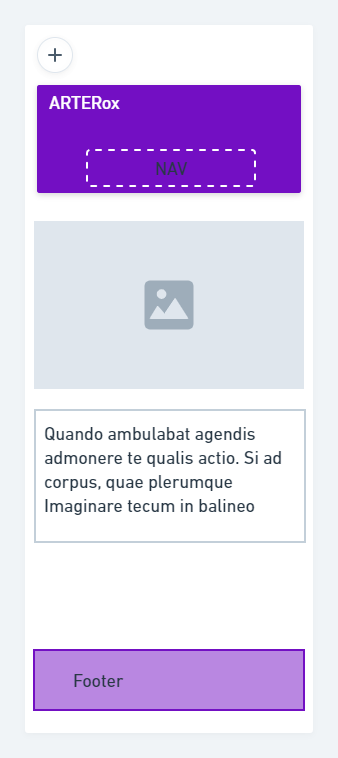 ARTERox
NAV
Quando ambulabat agendis
admonere te qualis actio. Si ad
corpus, quae plerumque
Imaginare tecum in balineo
Footer